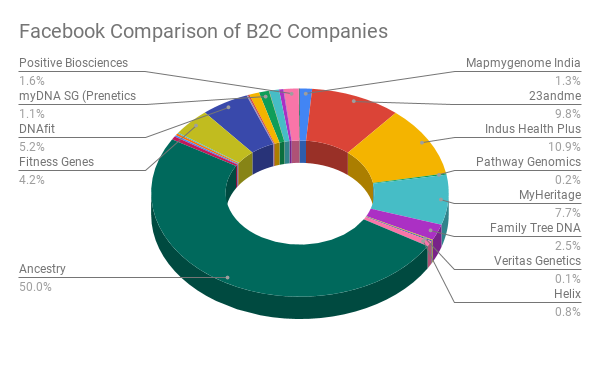 Facebook Comparison of B2C Companies
Positive Biosciences
1.6%
myDNA SG (Prenetics
1.1%
DNAfit
5.2%
Fitness Genes
4.2%
Ancestry
50.0%
Mapmygenome India
1.3%
23andme
9.8%
Indus Health Plus
10.9%
Pathway Genomics
0.2%
MyHeritage
7.7%
Family Tree DNA
2.5%
Veritas Genetics
0.1%
Helix
0.8%